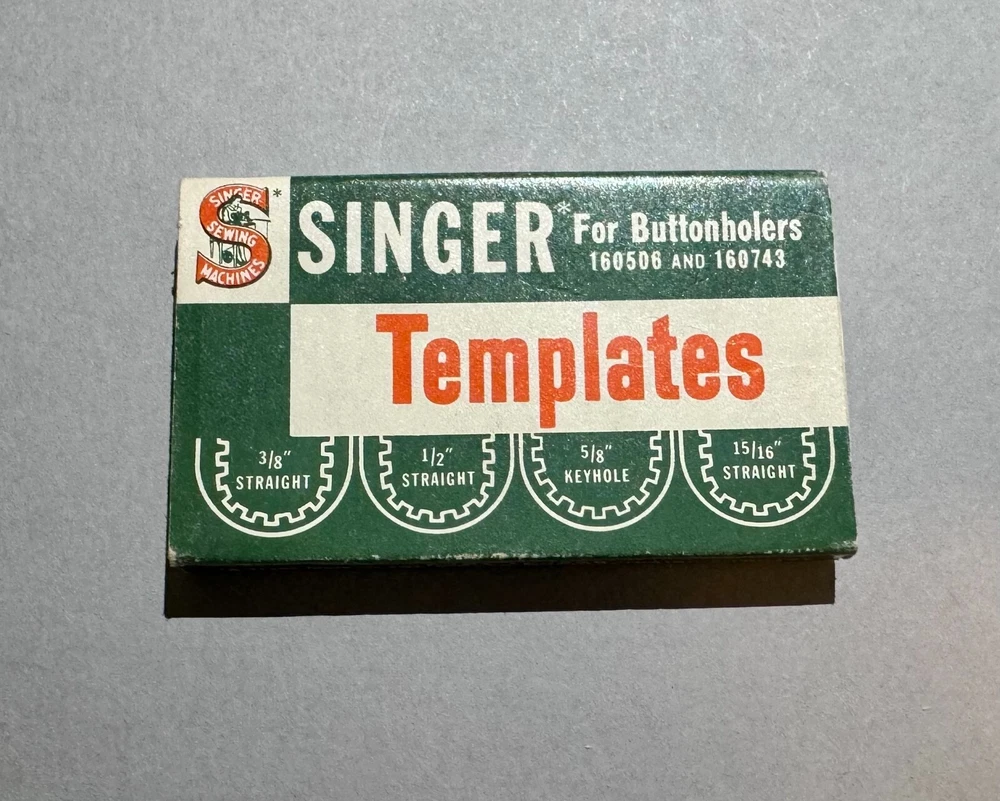 SINGER
SEWING
MACHINES
*
SINGER*
For Buttonholers
160506 AND 160743
Templates
3/8" STRAIGHT
1/2" STRAIGHT
5/8" KEYHOLE
15/16" STRAIGHT